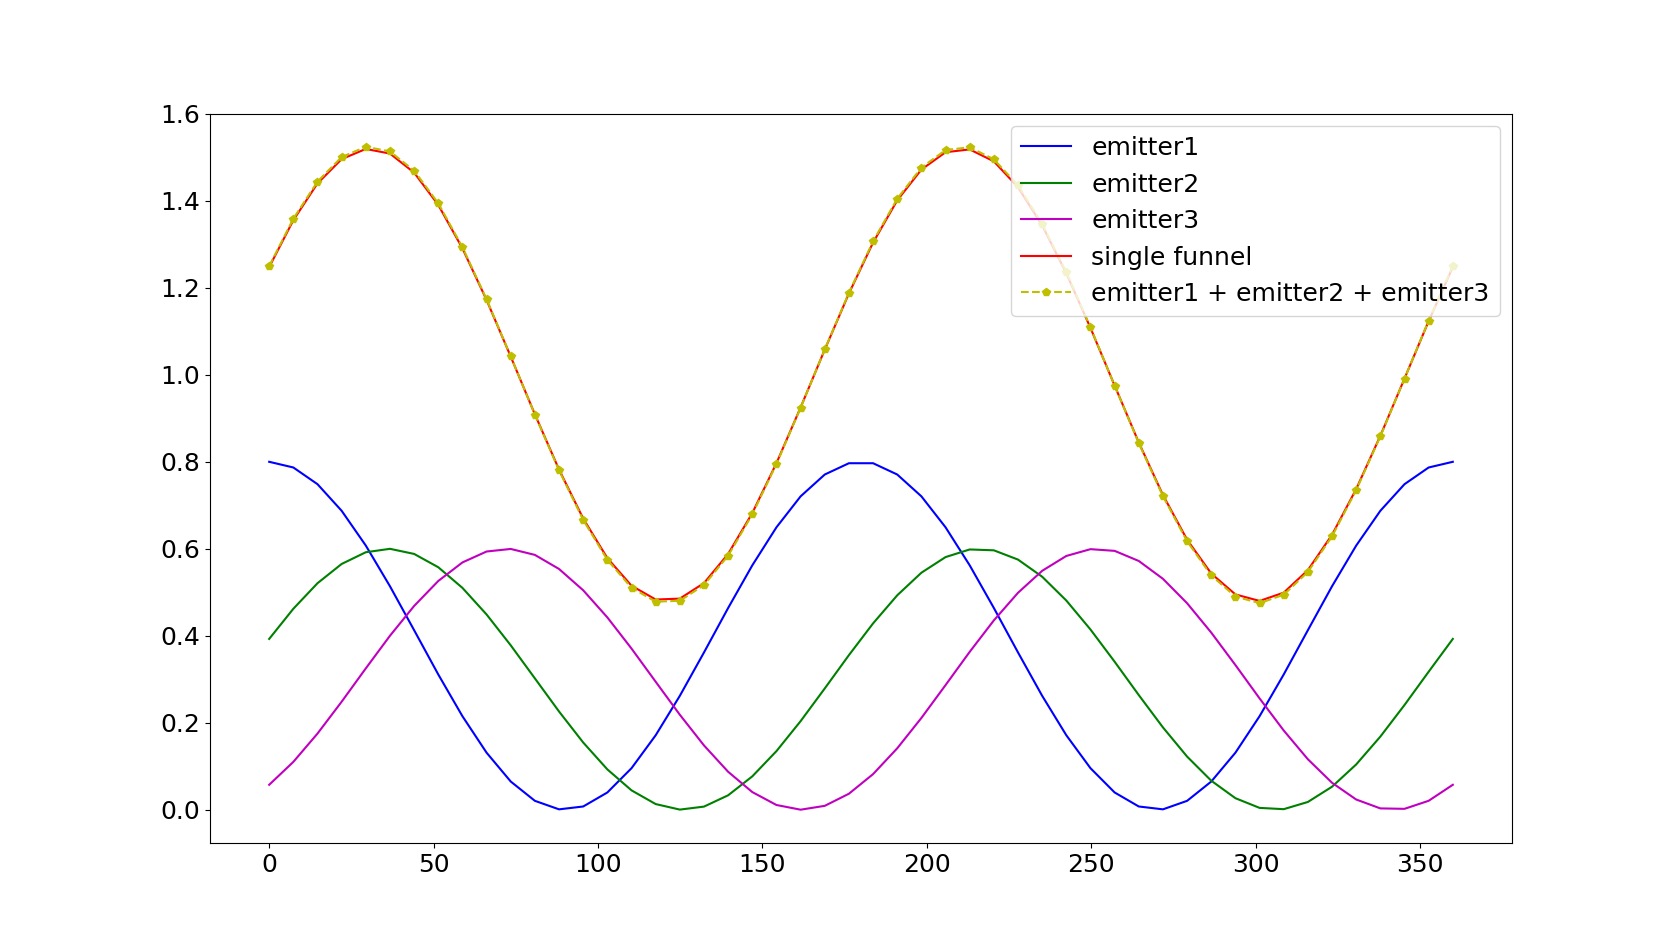 1.6
1.4
1.2
1.0
0.8
0.6
0.4
0.2
0.0
0 50 100 150 200 250 300 350
emitter1
emitter2
emitter3
single funnel
emitter1 + emitter2 + emitter3